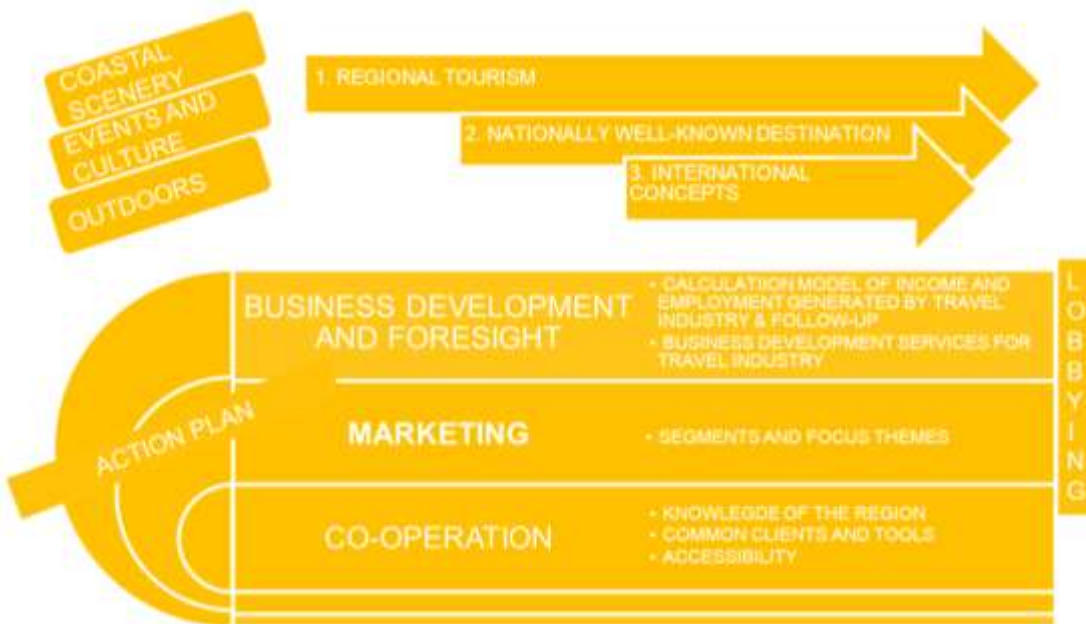 COASTAL
SCENERY
EVENTS AND
CULTURE
OUTDOORS
1. REGIONAL TOURISM
2. NATIONALLY WELL-KNOWN DESTINATION
3. INTERNATIONAL
CONCEPTS
ACTION PLAN
BUSINESS DEVELOPMENT
AND FORESIGHT
• CALCULATIION MODEL OF INCOME AND
EMPLOYMENT GENERATED BY TRAVEL
INDUSTRY & FOLLOW-UP
• BUSINESS DEVELOPMENT SERVICES FOR
TRAVEL INDUSTRY
MARKETING
• SEGMENTS AND FOCUS THEMES
CO-OPERATION
• KNOWLEGDE OF THE REGION
• COMMON CLIENTS AND TOOLS
• ACCESSIBILITY
LOBBYING